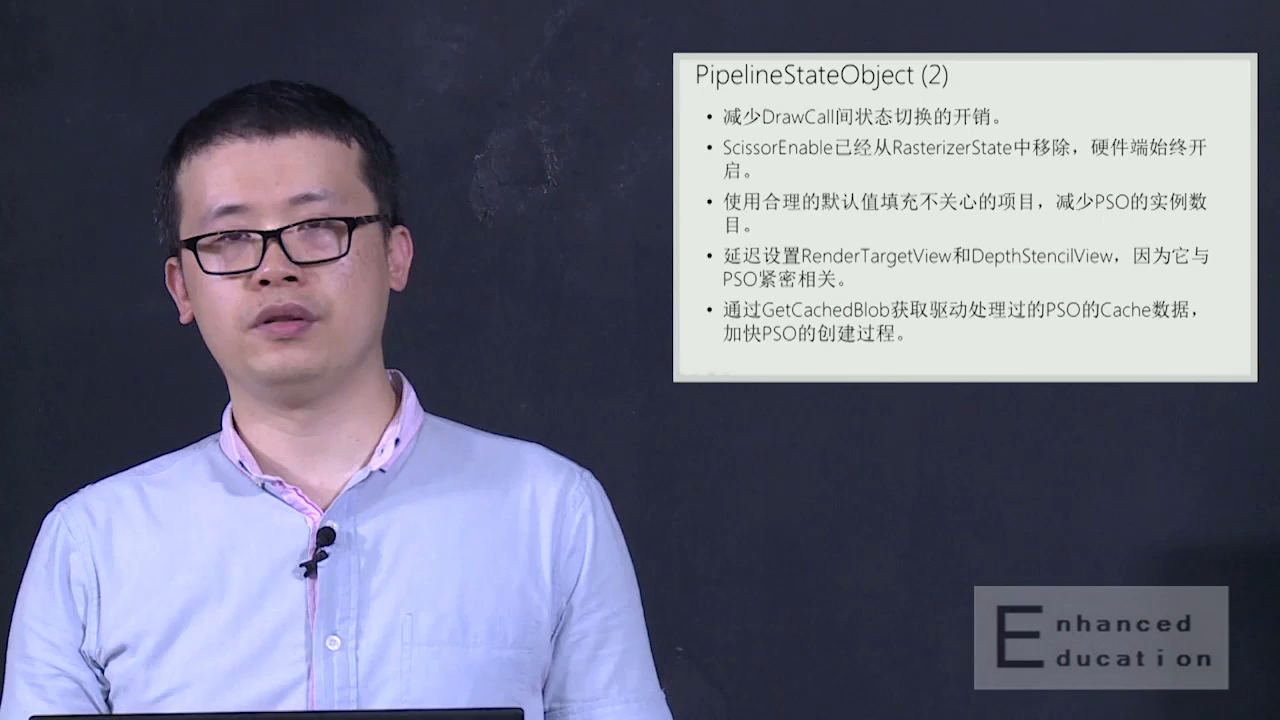 PipelineStateObject (2)
• 减少DrawCall间状态切换的开销。
• ScissorEnable已经从RasterizerState中移除，硬件端始终开
启。
• 使用合理的默认值填充不关心的项目，减少PSO的实例数
目。
• 延迟设置RenderTargetView和DepthStencilView，因为它与
PSO紧密相关。
• 通过GetCachedBlob获取驱动处理过的PSO的Cache数据，
加快PSO的创建过程。
Enhanced
Education